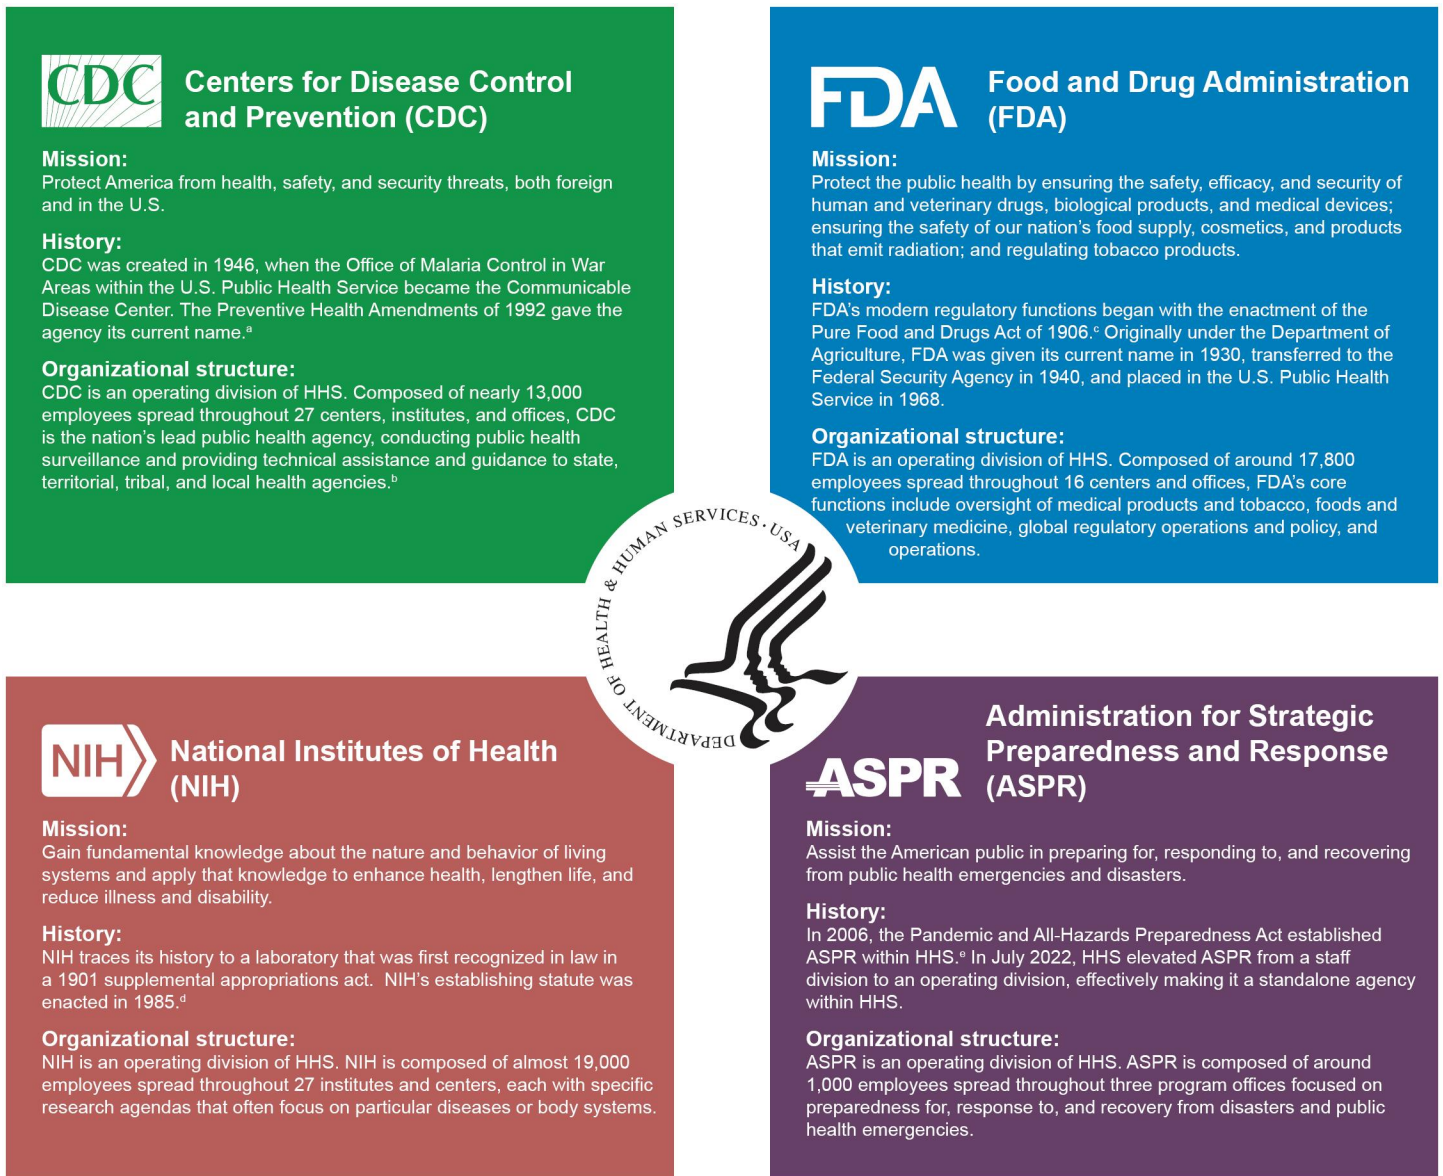 CDC
Centers for Disease Control
and Prevention (CDC)
Mission:
Protect America from health, safety, and security threats, both foreign
and in the U.S.
History:
CDC was created in 1946, when the Office of Malaria Control in War
Areas within the U.S. Public Health Service became the Communicable
Disease Center. The Preventive Health Amendments of 1992 gave the
agency its current name.ᵃ
Organizational structure:
CDC is an operating division of HHS. Composed of nearly 13,000
employees spread throughout 27 centers, institutes, and offices, CDC
is the nation’s lead public health agency, conducting public health
surveillance and providing technical assistance and guidance to state,
territorial, tribal, and local health agencies.ᵇ
FDA
Food and Drug Administration
(FDA)
Mission:
Protect the public health by ensuring the safety, efficacy, and security of
human and veterinary drugs, biological products, and medical devices;
ensuring the safety of our nation’s food supply, cosmetics, and products
that emit radiation; and regulating tobacco products.
History:
FDA’s modern regulatory functions began with the enactment of the
Pure Food and Drugs Act of 1906.ᶜ Originally under the Department of
Agriculture, FDA was given its current name in 1930, transferred to the
Federal Security Agency in 1940, and placed in the U.S. Public Health
Service in 1968.
Organizational structure:
FDA is an operating division of HHS. Composed of around 17,800
employees spread throughout 16 centers and offices, FDA’s core
functions include oversight of medical products and tobacco, foods and
veterinary medicine, global regulatory operations and policy, and
operations.
DEPARTMENT OF HEALTH & HUMAN SERVICES · USA
NIH
National Institutes of Health
(NIH)
Mission:
Gain fundamental knowledge about the nature and behavior of living
systems and apply that knowledge to enhance health, lengthen life, and
reduce illness and disability.
History:
NIH traces its history to a laboratory that was first recognized in law in
a 1901 supplemental appropriations act.  NIH’s establishing statute was
enacted in 1985.ᵈ
Organizational structure:
NIH is an operating division of HHS. NIH is composed of almost 19,000
employees spread throughout 27 institutes and centers, each with specific
research agendas that often focus on particular diseases or body systems.
ASPR
Administration for Strategic
Preparedness and Response
(ASPR)
Mission:
Assist the American public in preparing for, responding to, and recovering
from public health emergencies and disasters.
History:
In 2006, the Pandemic and All-Hazards Preparedness Act established
ASPR within HHS.ᵉ In July 2022, HHS elevated ASPR from a staff
division to an operating division, effectively making it a standalone agency
within HHS.
Organizational structure:
ASPR is an operating division of HHS. ASPR is composed of around
1,000 employees spread throughout three program offices focused on
preparedness for, response to, and recovery from disasters and public
health emergencies.